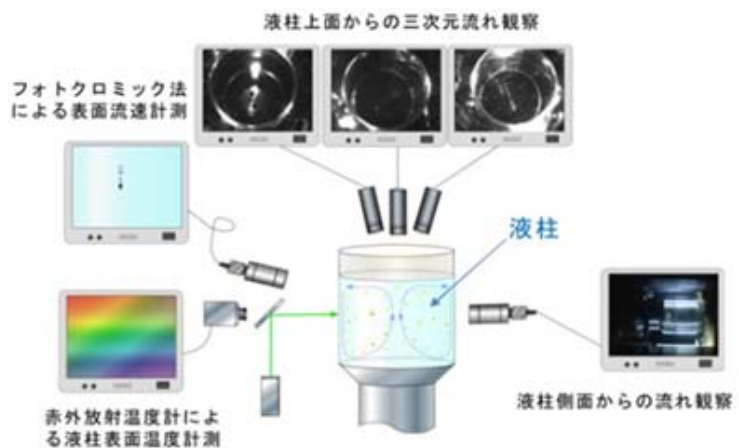 液柱上面からの三次元流れ観察
フォトクロミック法
による表面流速計測
液柱
液柱側面からの流れ観察
赤外放射温度計によ
る液柱表面温度計測